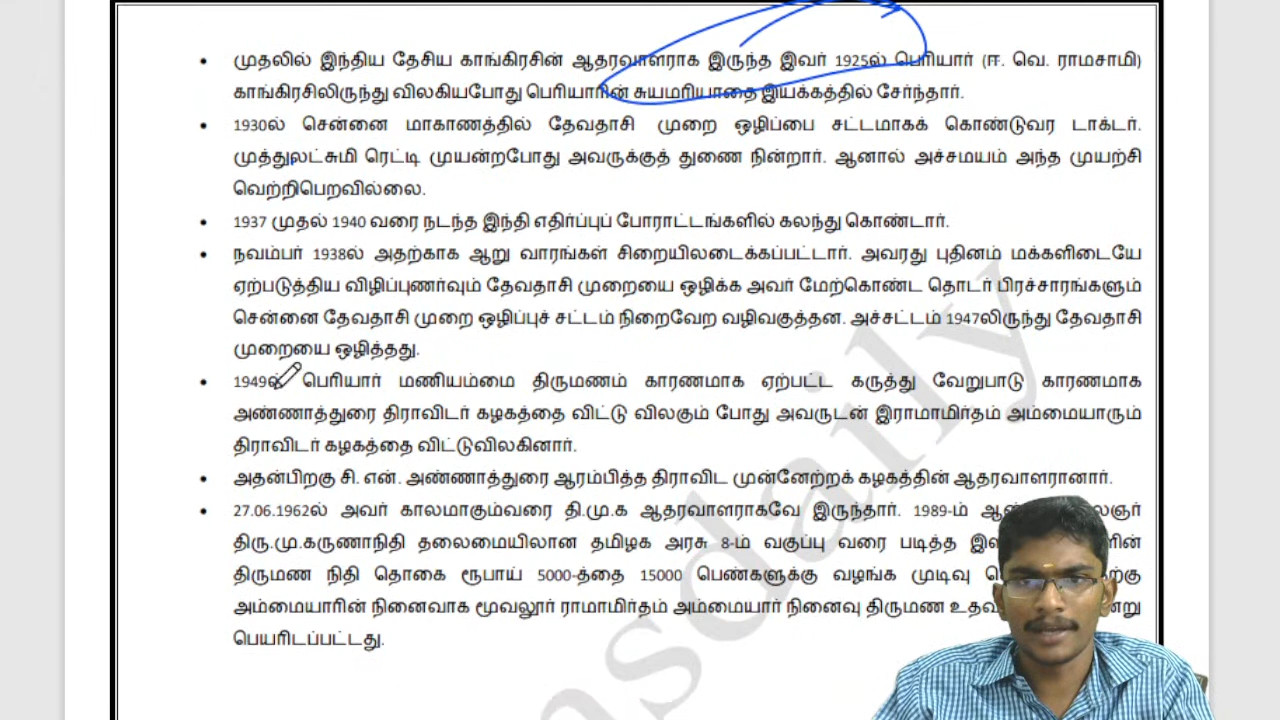 முதலில் இந்திய தேசிய காங்கிரசின் ஆதரவாளராக இருந்த இவர் 1925ல் பெரியார் (ஈ. வெ. ராமசாமி)
காங்கிரசிலிருந்து விலகியபோது பெரியாரின் சுயமரியாதை இயக்கத்தில் சேர்ந்தார்.
1930ல் சென்னை மாகாணத்தில் தேவதாசி முறை ஒழிப்பை சட்டமாகக் கொண்டுவர டாக்டர்.
முத்துலட்சுமி ரெட்டி முயன்றபோது அவருக்குத் துணை நின்றார். ஆனால் அச்சமயம் அந்த முயற்சி
வெற்றிபெறவில்லை.
1937 முதல் 1940 வரை நடந்த இந்தி எதிர்ப்புப் போராட்டங்களில் கலந்து கொண்டார்.
நவம்பர் 1938ல் அதற்காக ஆறு வாரங்கள் சிறையிலடைக்கப்பட்டார். அவரது புதினம் மக்களிடையே
ஏற்படுத்திய விழிப்புணர்வும் தேவதாசி முறையை ஒழிக்க அவர் மேற்கொண்ட தொடர் பிரச்சாரங்களும்
சென்னை தேவதாசி முறை ஒழிப்புச் சட்டம் நிறைவேற வழிவகுத்தன. அச்சட்டம் 1947லிருந்து தேவதாசி
முறையை ஒழித்தது.
1949ல் பெரியார் மணியம்மை திருமணம் காரணமாக ஏற்பட்ட கருத்து வேறுபாடு காரணமாக
அண்ணாத்துரை திராவிடர் கழகத்தை விட்டு விலகும் போது அவருடன் இராமாமிர்தம் அம்மையாரும்
திராவிடர் கழகத்தை விட்டுவிலகினார்.
அதன்பிறகு சி. என். அண்ணாத்துரை ஆரம்பித்த திராவிட முன்னேற்றக் கழகத்தின் ஆதரவாளரானார்.
27.06.1962ல் அவர் காலமாகும்வரை தி.மு.க ஆதரவாளராகவே இருந்தார். 1989-ம்
திரு.மு.கருணாநிதி தலைமையிலான தமிழக அரசு 8-ம் வகுப்பு வரை படித்த
திருமண நிதி தொகை ரூபாய் 5000-த்தை 15000 பெண்களுக்கு வழங்க முடிவு
அம்மையாரின் நினைவாக மூவலூர் ராமாமிர்தம் அம்மையார் நினைவு திருமண
பெயரிடப்பட்டது.